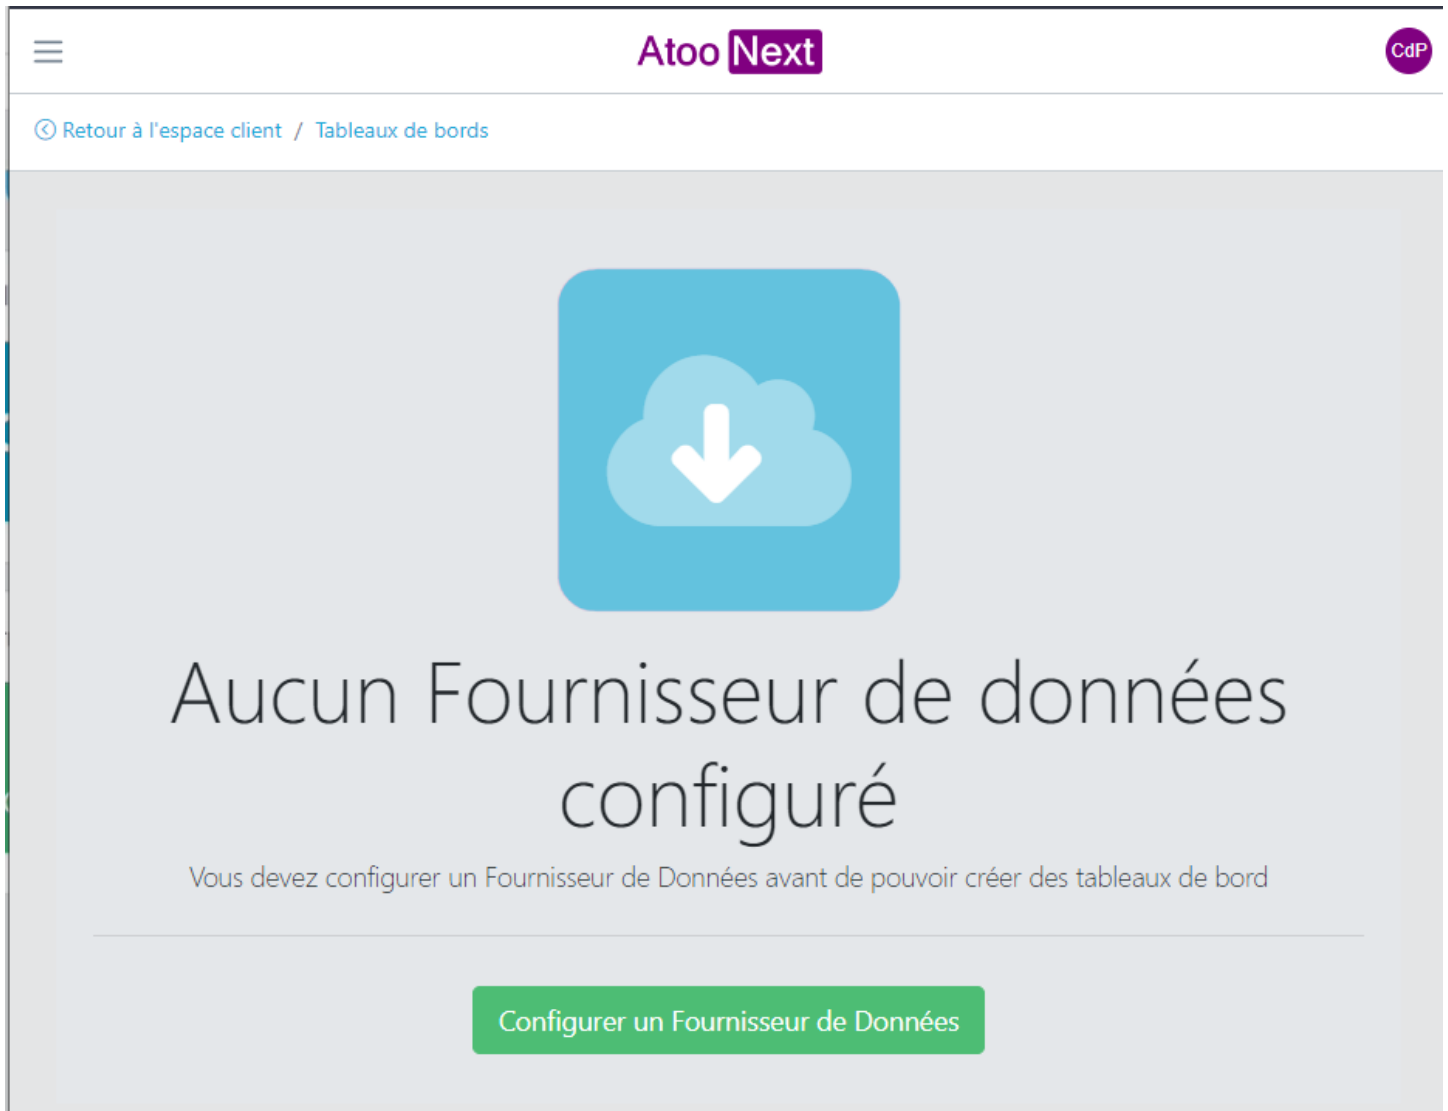 Atoo Next
CdP
Retour à l'espace client / Tableaux de bords
Aucun Fournisseur de données
configuré
Vous devez configurer un Fournisseur de Données avant de pouvoir créer des tableaux de bord
Configurer un Fournisseur de Données